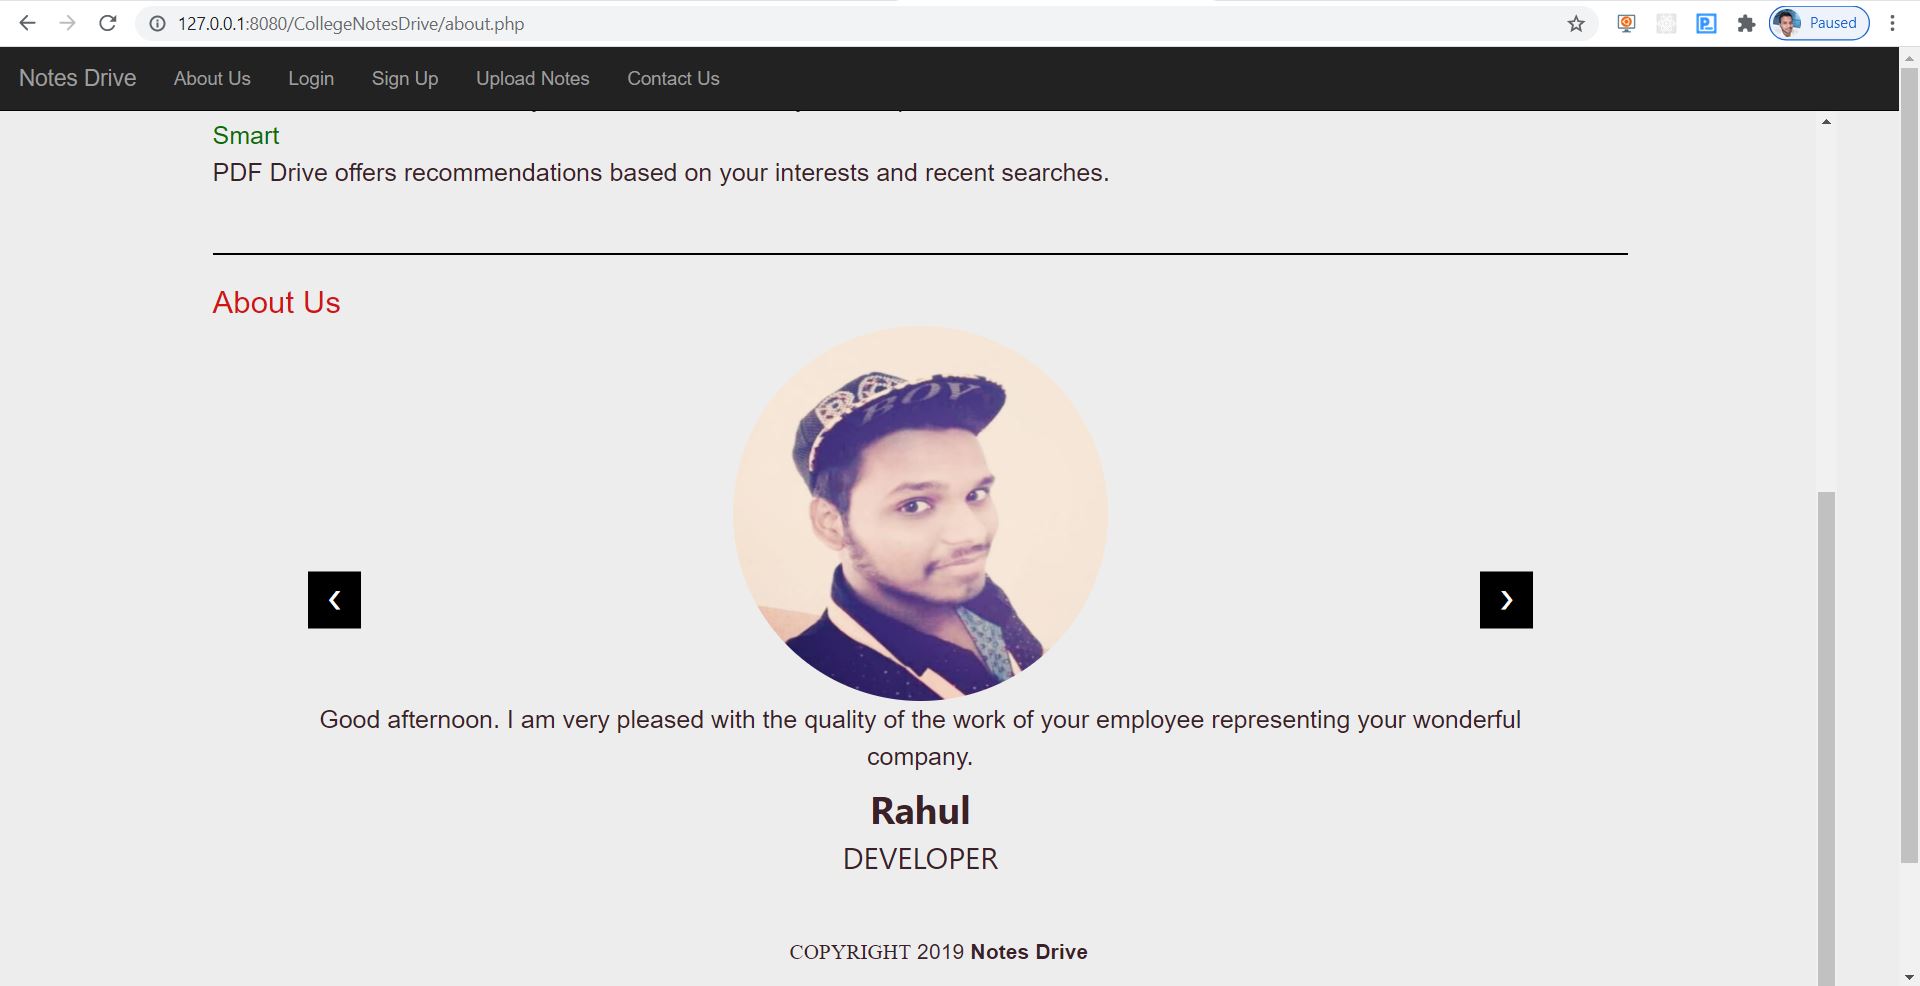 127.0.0.1:8080/CollegeNotesDrive/about.php
Paused
Notes Drive About Us Login Sign Up Upload Notes Contact Us
Smart
PDF Drive offers recommendations based on your interests and recent searches.
About Us
BOY
Good afternoon. I am very pleased with the quality of the work of your employee representing your wonderful
company.
Rahul
DEVELOPER
COPYRIGHT 2019 Notes Drive